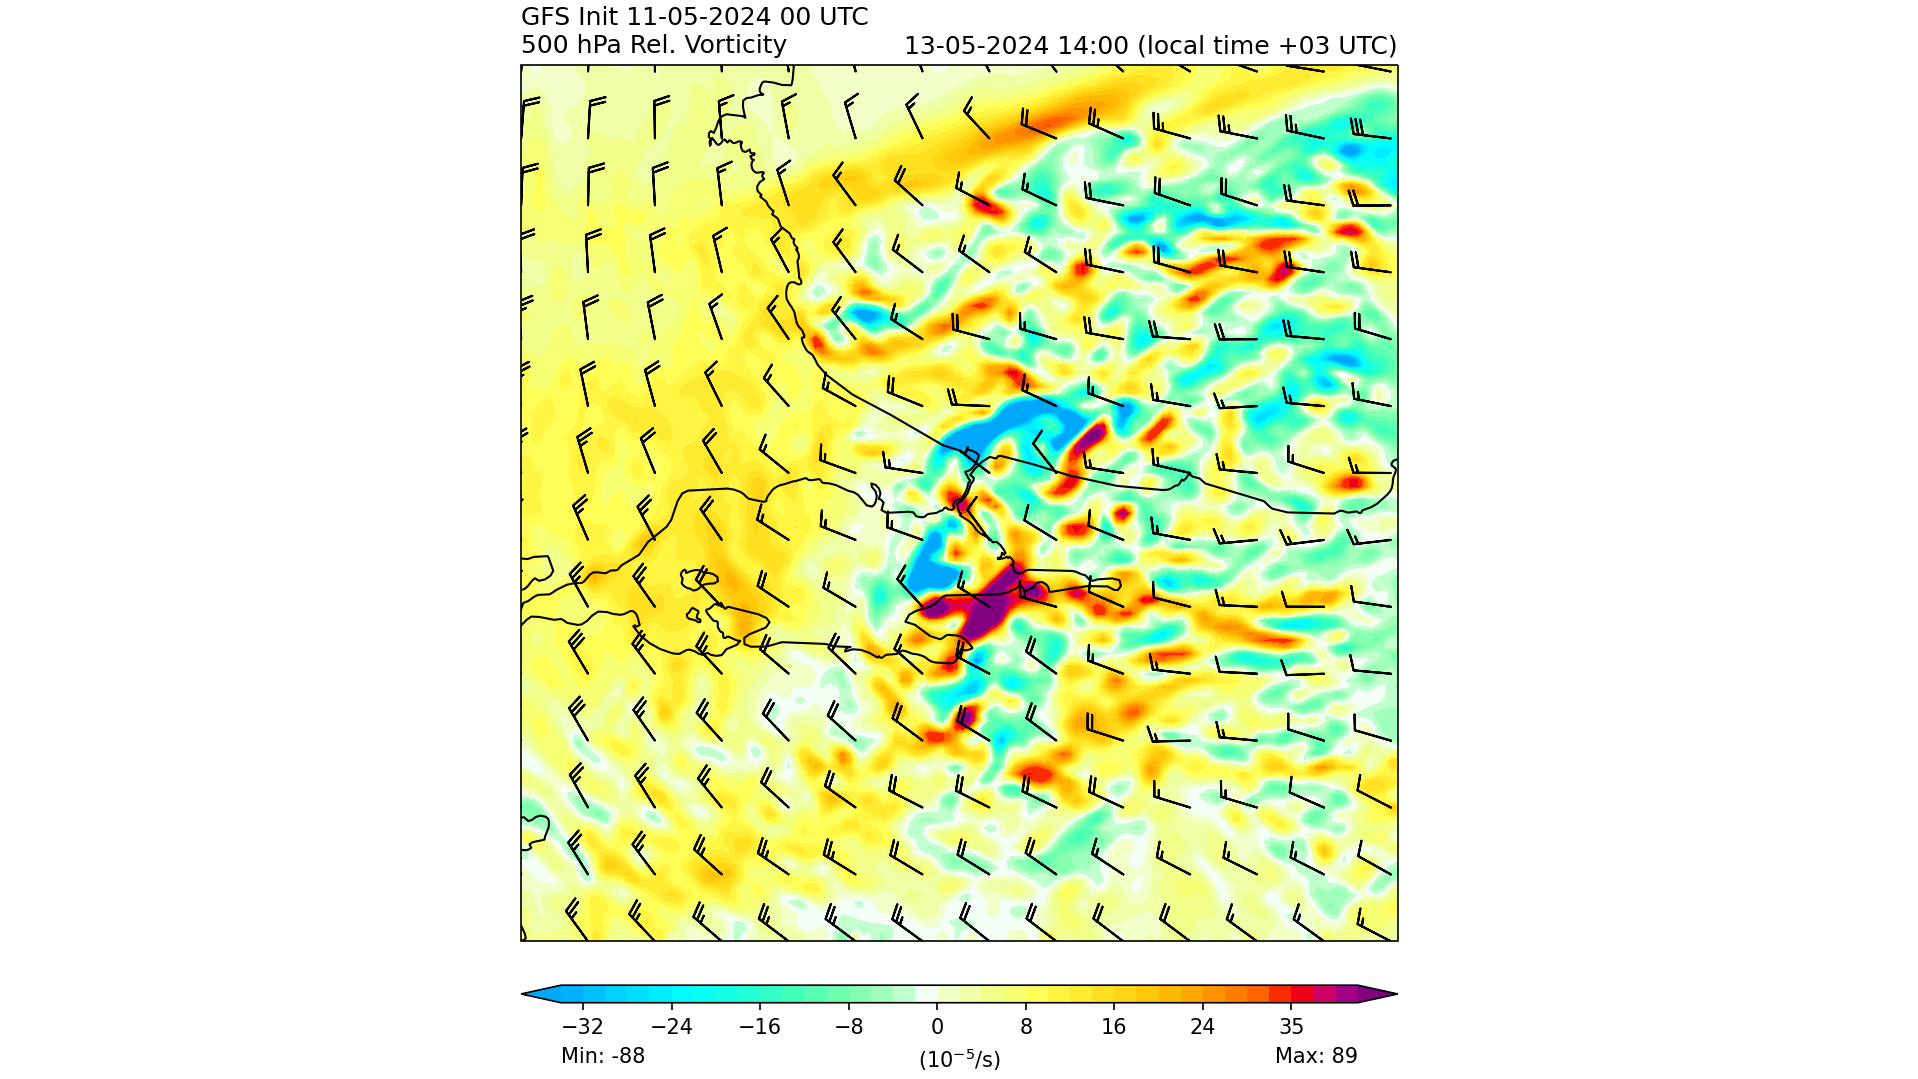 GFS Init 11-05-2024 00 UTC
500 hPa Rel. Vorticity
13-05-2024 14:00 (local time +03 UTC)
−32 −24 −16 −8 0 8 16 24 35
Min: -88
(10⁻⁵/s)
Max: 89